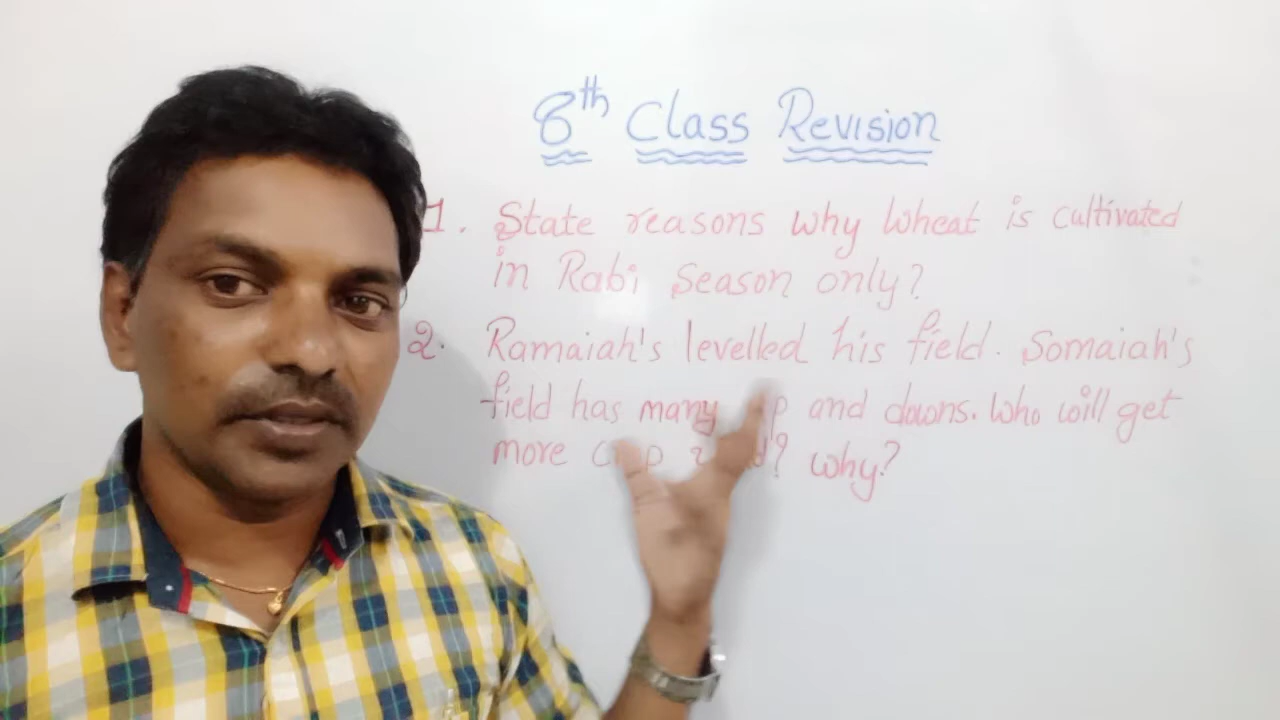 8th Class Revision
1. State reasons why Wheat is cultivated
in Rabi Season only?
2. Ramaiah's levelled his field. Somaiah's
field has many and downs. Who will get
more why?